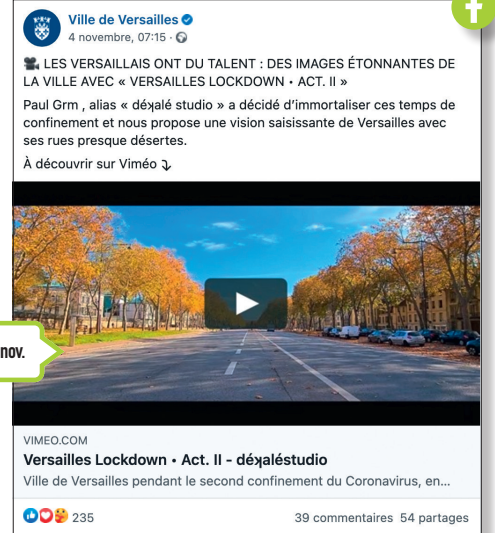 Ville de Versailles
4 novembre, 07:15 ·
LES VERSAILLAIS ONT DU TALENT : DES IMAGES ÉTONNANTES DE
LA VILLE AVEC « VERSAILLES LOCKDOWN • ACT. II »
Paul Grm , alias « déʞalé studio » a décidé d’immortaliser ces temps de
confinement et nous propose une vision saisissante de Versailles avec
ses rues presque désertes.
À découvrir sur Viméo ⤵
nov.
VIMEO.COM
Versailles Lockdown • Act. II - déʞaléstudio
Ville de Versailles pendant le second confinement du Coronavirus, en...
235
39 commentaires 54 partages